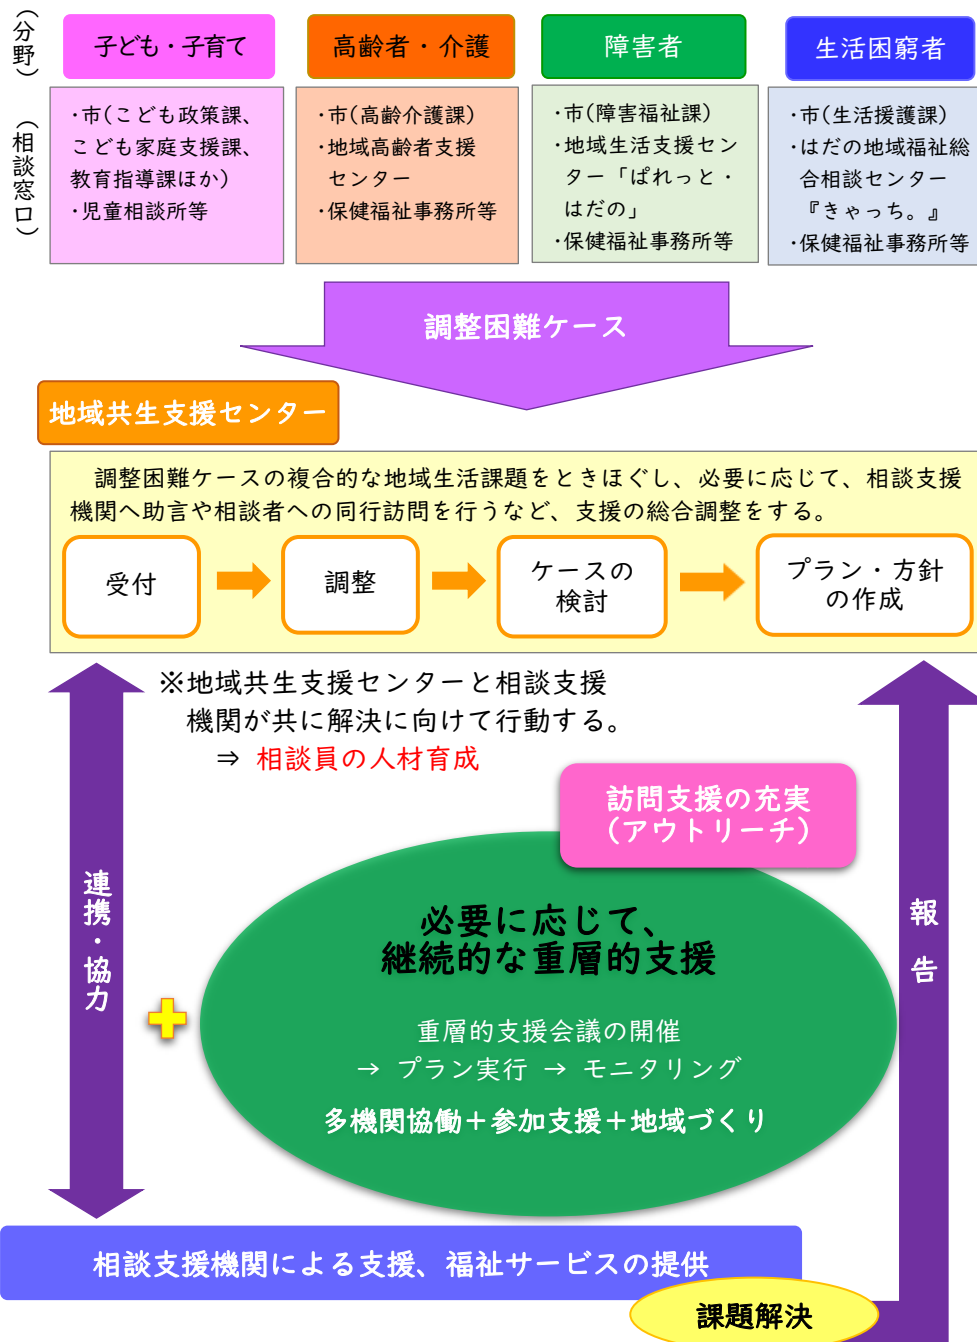 （分野）
子ども・子育て
高齢者・介護
障害者
生活困窮者
（相談窓口）
・市(こども政策課、
こども家庭支援課、
教育指導課ほか)
・児童相談所等
・市(高齢介護課)
・地域高齢者支援
センター
・保健福祉事務所等
・市(障害福祉課)
・地域生活支援セン
ター「ぱれっと・
はだの」
・保健福祉事務所等
・市(生活援護課)
・はだの地域福祉総
合相談センター
『きゃっち。』
・保健福祉事務所等
調整困難ケース
地域共生支援センター
調整困難ケースの複合的な地域生活課題をときほぐし、必要に応じて、相談支援
機関へ助言や相談者への同行訪問を行うなど、支援の総合調整をする。
受付
調整
ケースの
検討
プラン・方針
の作成
※地域共生支援センターと相談支援
機関が共に解決に向けて行動する。
⇒ 相談員の人材育成
訪問支援の充実
（アウトリーチ）
連携・協力
必要に応じて、
継続的な重層的支援
重層的支援会議の開催
→ プラン実行 → モニタリング
多機関協働＋参加支援＋地域づくり
報告
相談支援機関による支援、福祉サービスの提供
課題解決